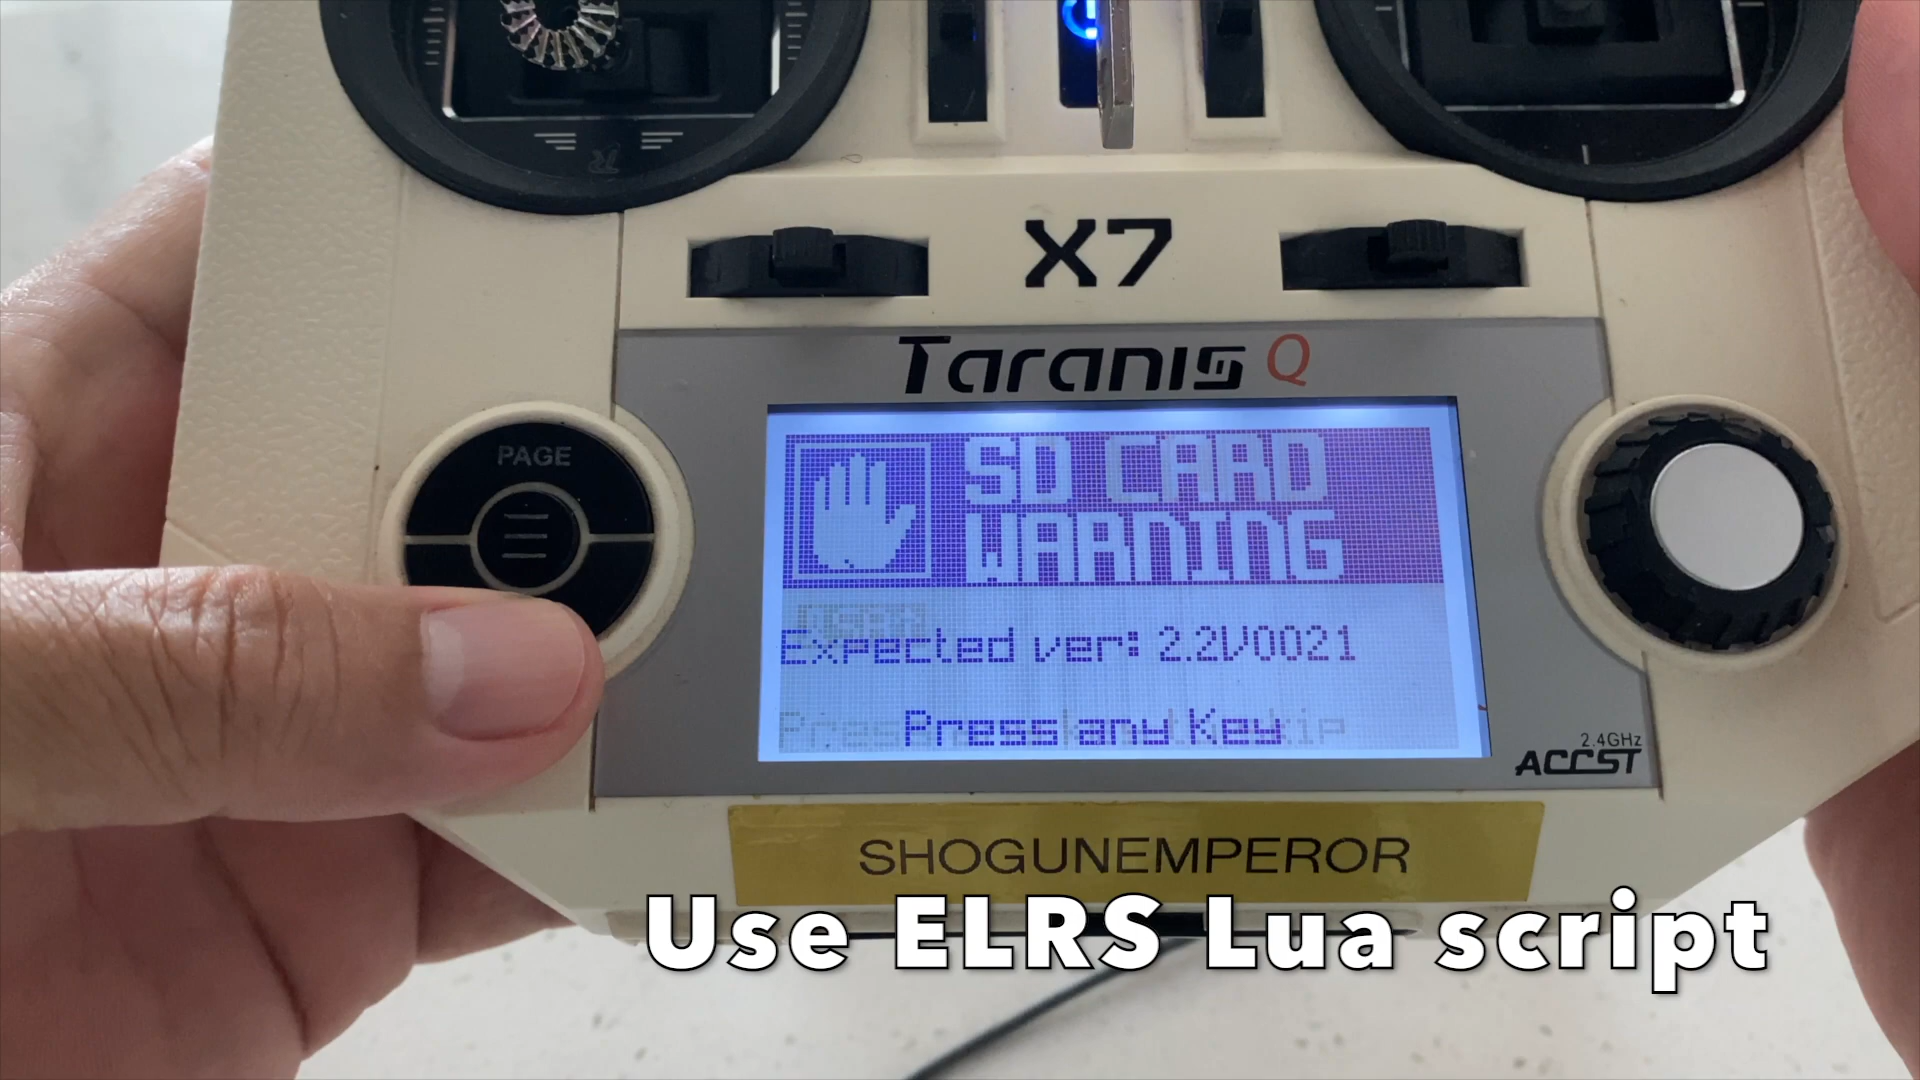 X7
Taranis Q
PAGE
SD CARD
WARNING
Expected ver: 2.2V0021
Press any Key
2.4GHz
ACCST
SHOGUNEMPEROR
Use ELRS Lua script